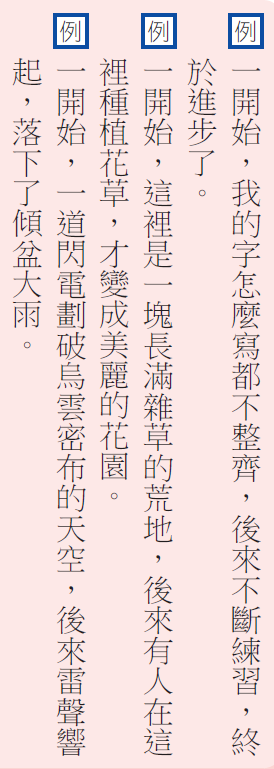 例
一開始，我的字怎麼寫都不整齊，後來不斷練習，終
於進步了。
例
一開始，這裡是一塊長滿雜草的荒地，後來有人在這
裡種植花草，才變成美麗的花園。
例
一開始，一道閃電劃破烏雲密布的天空，後來雷聲響
起，落下了傾盆大雨。